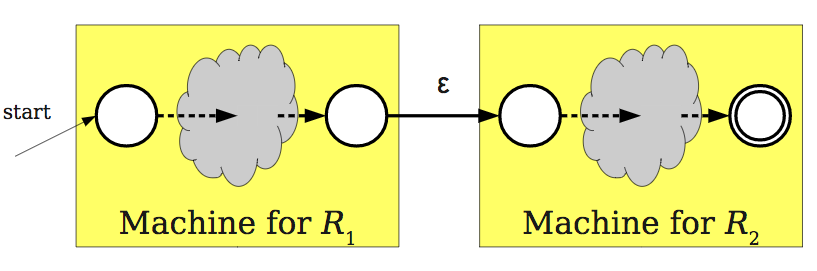 start
ε
Machine for R₁
Machine for R₂